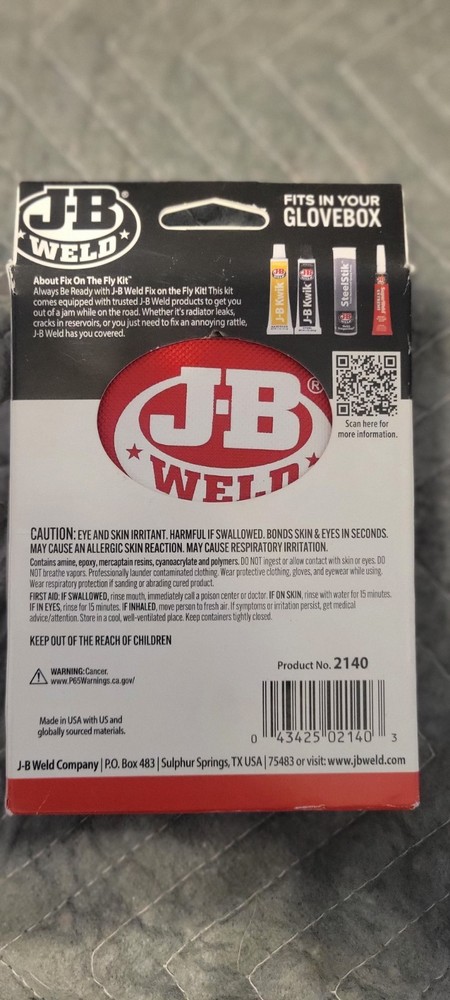 J-B®
WELD
FITS IN YOUR
GLOVEBOX
About Fix On The Fly Kit™
Always Be Ready with J-B Weld Fix on the Fly Kit! This kit
comes equipped with trusted J-B Weld products to get you
out of a jam while on the road. Whether it's radiator leaks,
cracks in reservoirs, or you just need to fix an annoying rattle,
J-B Weld has you covered.
J-B Kwik
J-B Kwik
SteelStik
Scan here for
more information.
J-B®
WELD
CAUTION: EYE AND SKIN IRRITANT. HARMFUL IF SWALLOWED. BONDS SKIN & EYES IN SECONDS.
MAY CAUSE AN ALLERGIC SKIN REACTION. MAY CAUSE RESPIRATORY IRRITATION.
Contains amine, epoxy, mercaptain resins, cyanoacrylate and polymers. DO NOT ingest or allow contact with skin or eyes. DO
NOT breathe vapors. Professionally launder contaminated clothing. Wear protective clothing, gloves, and eyewear while using.
Wear respiratory protection if sanding or abrading cured product.
FIRST AID: IF SWALLOWED, rinse mouth, immediately call a poison center or doctor. IF ON SKIN, rinse with water for 15 minutes.
IF IN EYES, rinse for 15 minutes. IF INHALED, move person to fresh air. If symptoms or irritation persist, get medical
advice/attention. Store in a cool, well-ventilated place. Keep containers tightly closed.
KEEP OUT OF THE REACH OF CHILDREN
WARNING: Cancer.
www.P65Warnings.ca.gov/
Product No. 2140
Made in USA with US and
globally sourced materials.
0 43425 02140 3
J-B Weld Company | P.O. Box 483 | Sulphur Springs, TX USA | 75483 or visit: www.jbweld.com